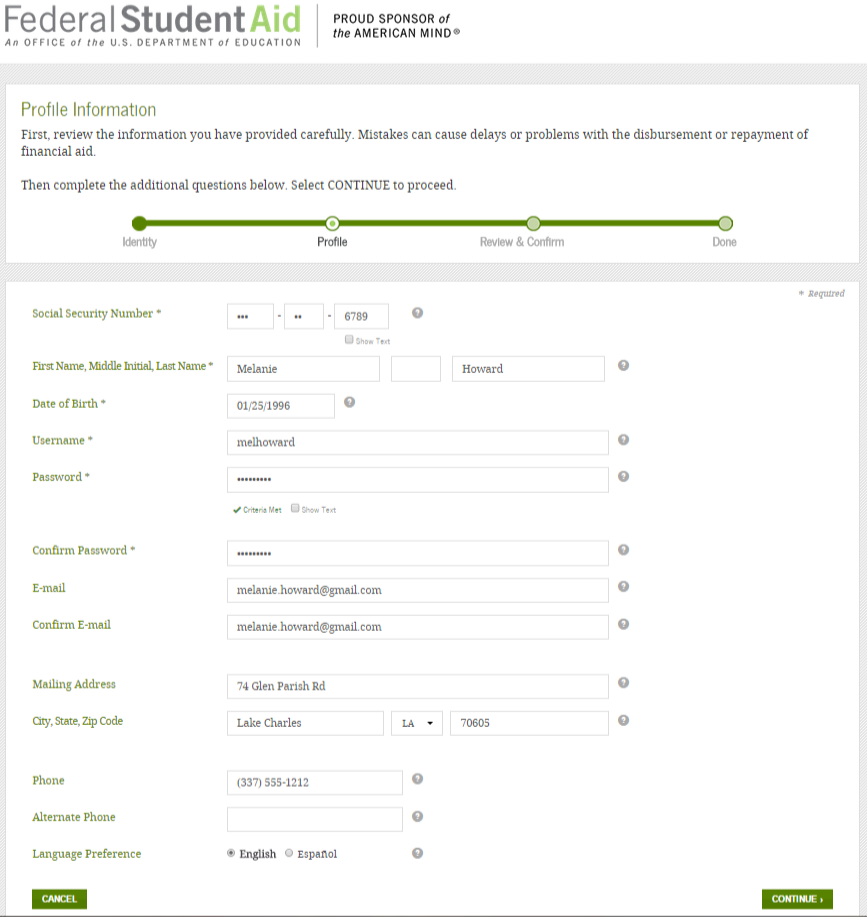 Federal Student Aid
An OFFICE of the U.S. DEPARTMENT of EDUCATION
PROUD SPONSOR of
the AMERICAN MIND®
Profile Information
First, review the information you have provided carefully. Mistakes can cause delays or problems with the disbursement or repayment of
financial aid.
Then complete the additional questions below. Select CONTINUE to proceed.
Identity Profile Review & Confirm Done
* Required
Social Security Number * ••• - •• - 6789 ?
Show Text
First Name, Middle Initial, Last Name * Melanie Howard ?
Date of Birth * 01/25/1996 ?
Username * melhoward ?
Password * ••••••••• ?
✔ Criteria Met Show Text
Confirm Password * ••••••••• ?
E-mail melanie.howard@gmail.com ?
Confirm E-mail melanie.howard@gmail.com ?
Mailing Address 74 Glen Parish Rd ?
City, State, Zip Code Lake Charles LA 70605 ?
Phone (337) 555-1212 ?
Alternate Phone ?
Language Preference English Español ?
CANCEL CONTINUE ›